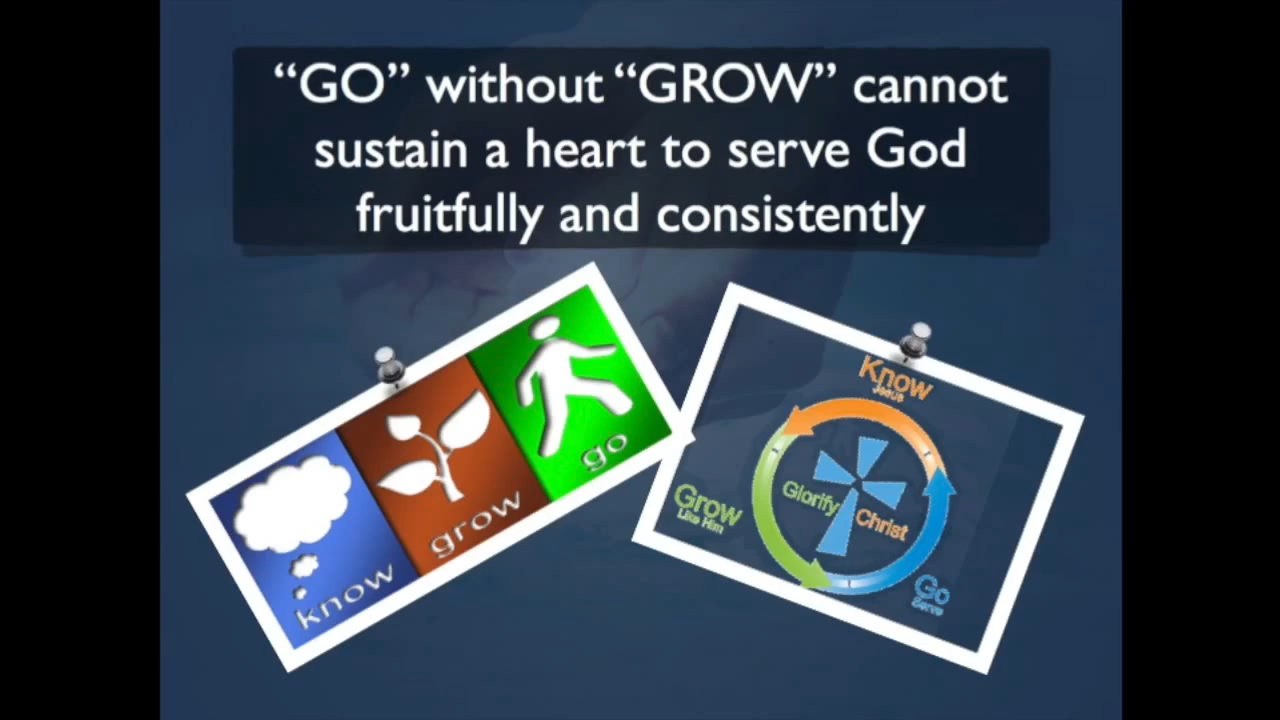 “GO” without “GROW” cannot
sustain a heart to serve God
fruitfully and consistently
know
grow
go
Know
Jesus
Grow
Like Him
Glorify
Christ
Go
Serve